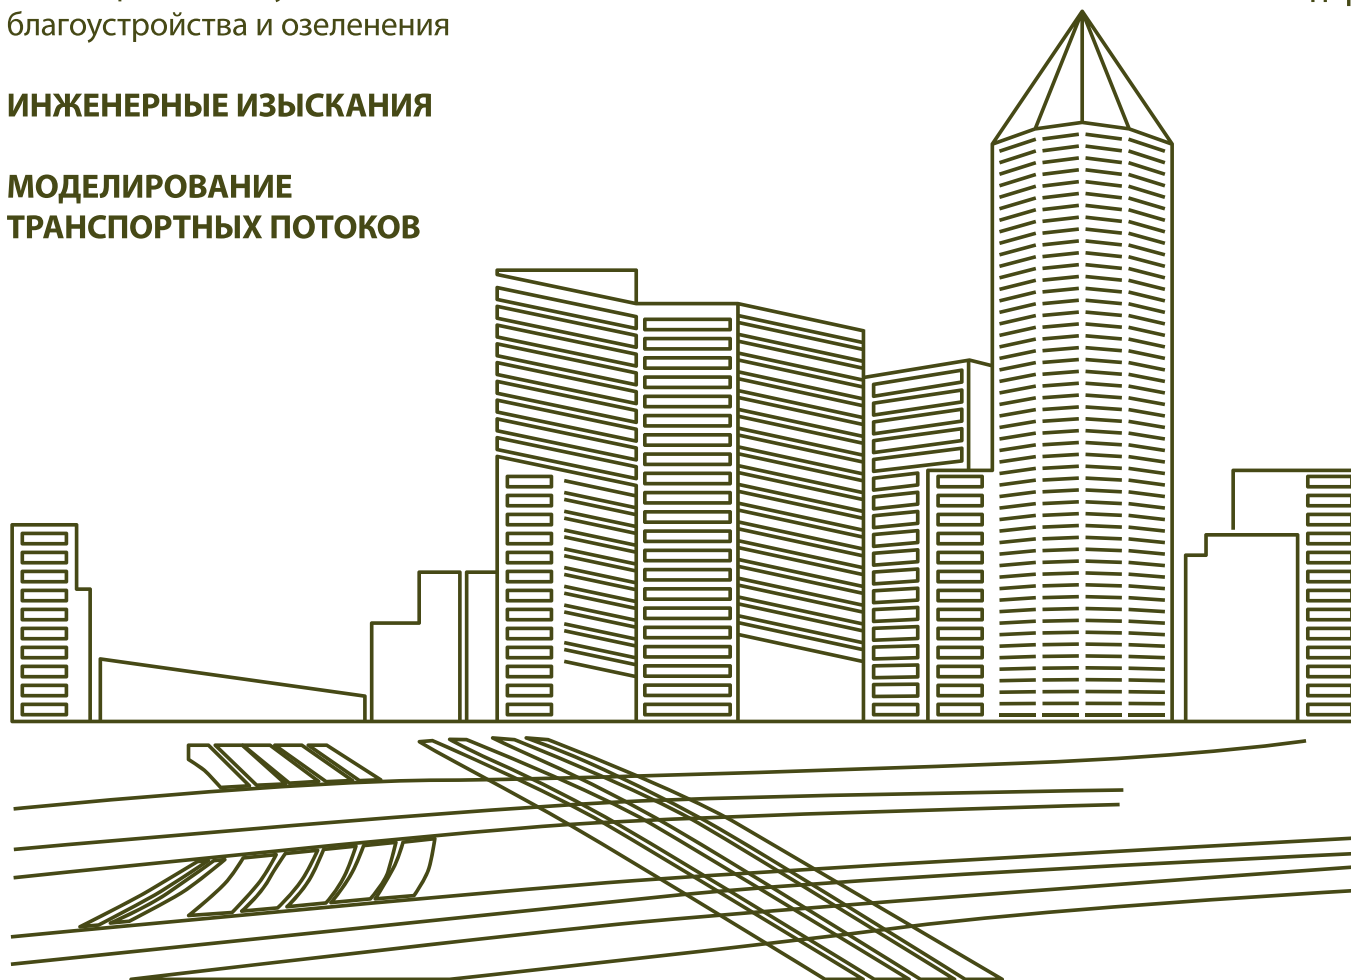 благоустройства и озеленения
ИНЖЕНЕРНЫЕ ИЗЫСКАНИЯ
МОДЕЛИРОВАНИЕ
ТРАНСПОРТНЫХ ПОТОКОВ